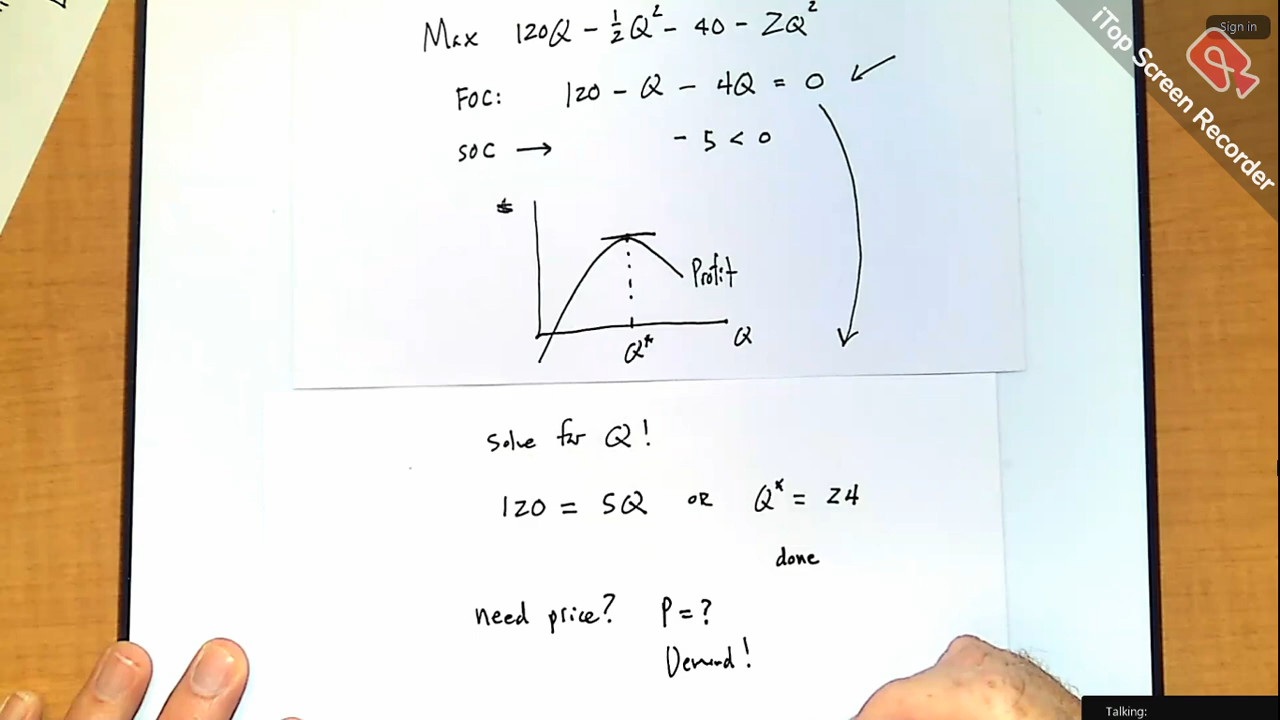 Max 120Q - ½Q² - 40 - 2Q²
FOC: 120 - Q - 4Q = 0
SOC → - 5 < 0
$
Profit
Q
Q*
Solve for Q!
120 = 5Q OR Q* = 24
done
need price? P = ?
Demand!
iTop Screen Recorder
Sign in
Talking: